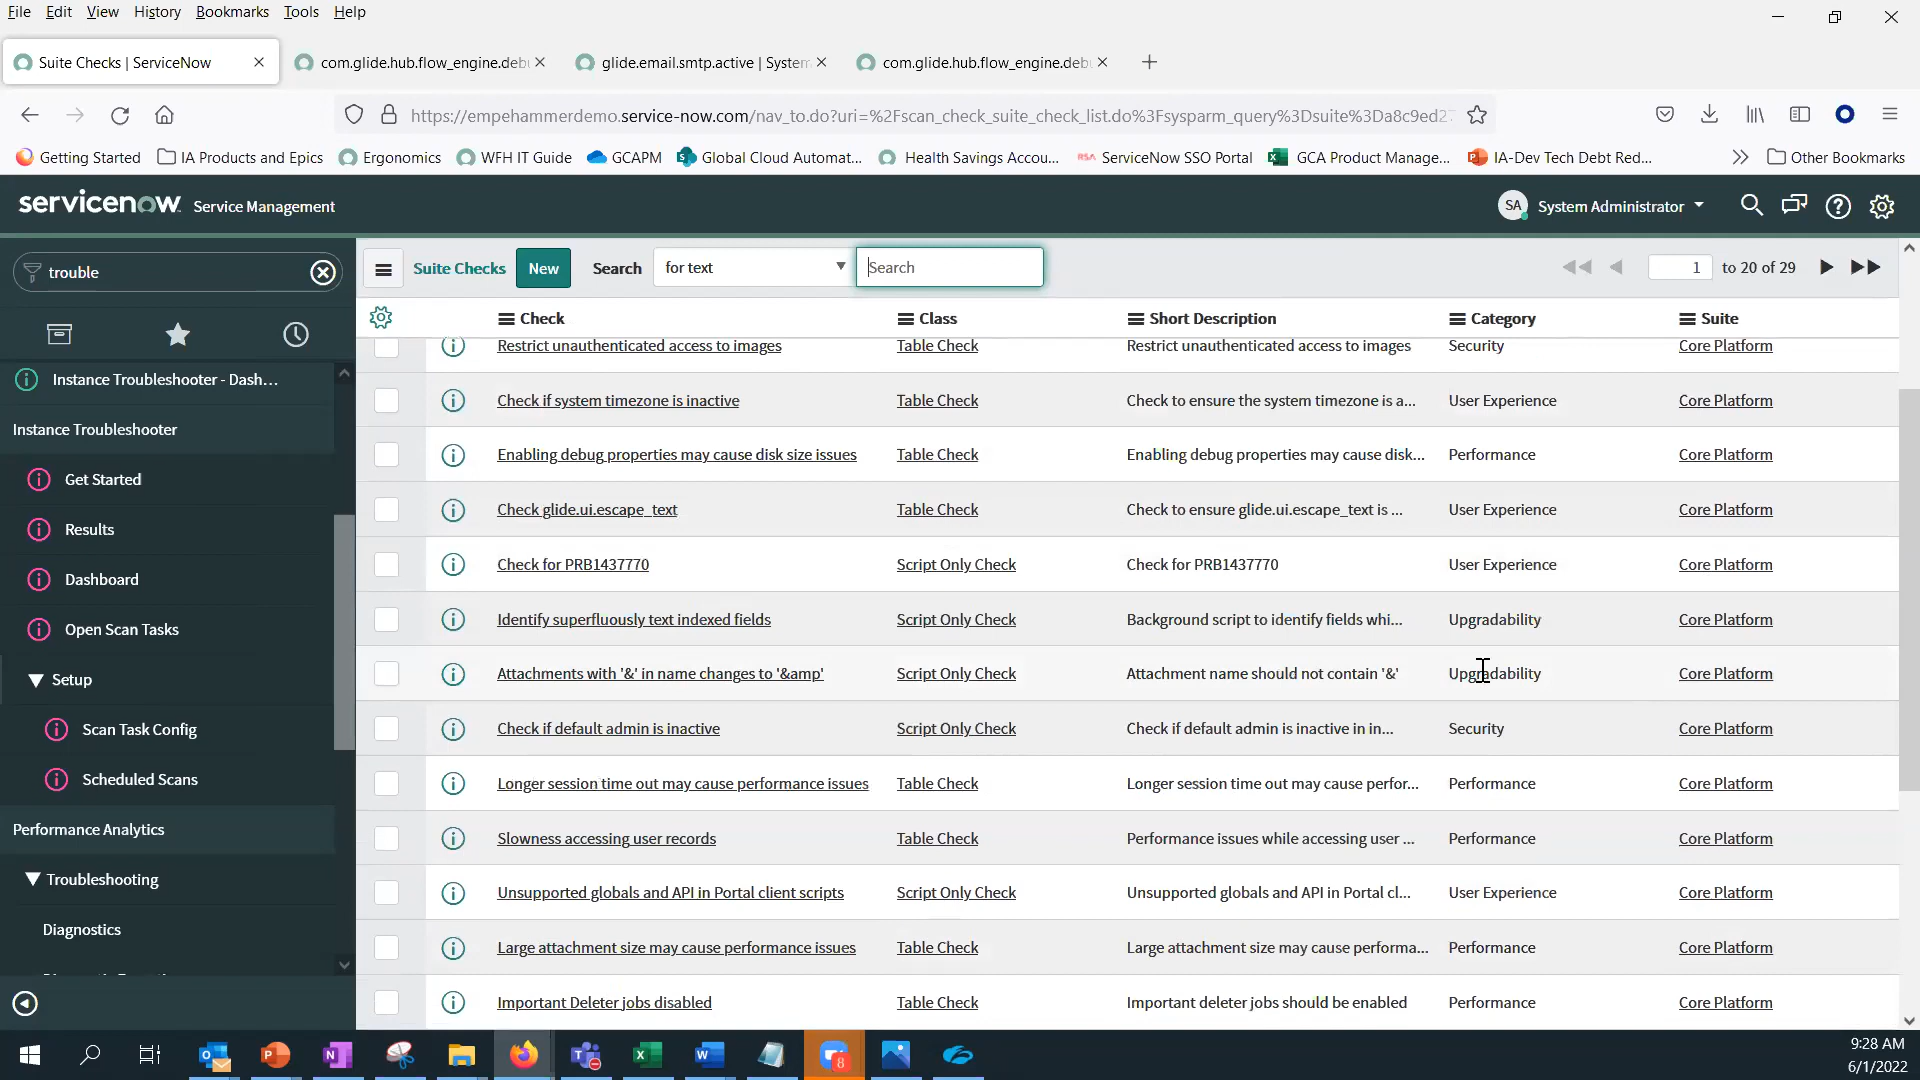 File Edit View History Bookmarks Tools Help
Suite Checks | ServiceNow
com.glide.hub.flow_engine.deb
glide.email.smtp.active | System
com.glide.hub.flow_engine.deb
https://empehammerdemo.service-now.com/nav_to.do?uri=%2Fscan_check_suite_check_list.do%3Fsysparm_query%3Dsuite%3Da8c9ed2
Getting Started IA Products and Epics Ergonomics WFH IT Guide GCAPM Global Cloud Automat... Health Savings Accou... RSA ServiceNow SSO Portal GCA Product Manage... IA-Dev Tech Debt Red... Other Bookmarks
servicenow Service Management SA System Administrator
trouble
Suite Checks New Search for text Search 1 to 20 of 29
Check Class Short Description Category Suite
Restrict unauthenticated access to images Table Check Restrict unauthenticated access to images Security Core Platform
Check if system timezone is inactive Table Check Check to ensure the system timezone is a... User Experience Core Platform
Enabling debug properties may cause disk size issues Table Check Enabling debug properties may cause disk... Performance Core Platform
Check glide.ui.escape_text Table Check Check to ensure glide.ui.escape_text is ... User Experience Core Platform
Check for PRB1437770 Script Only Check Check for PRB1437770 User Experience Core Platform
Identify superfluously text indexed fields Script Only Check Background script to identify fields whi... Upgradability Core Platform
Attachments with '&' in name changes to '&amp' Script Only Check Attachment name should not contain '&' Upgradability Core Platform
Check if default admin is inactive Script Only Check Check if default admin is inactive in in... Security Core Platform
Longer session time out may cause performance issues Table Check Longer session time out may cause perfor... Performance Core Platform
Slowness accessing user records Table Check Performance issues while accessing user ... Performance Core Platform
Unsupported globals and API in Portal client scripts Script Only Check Unsupported globals and API in Portal cl... User Experience Core Platform
Large attachment size may cause performance issues Table Check Large attachment size may cause performa... Performance Core Platform
Important Deleter jobs disabled Table Check Important deleter jobs should be enabled Performance Core Platform
Instance Troubleshooter - Dash...
Instance Troubleshooter
Get Started
Results
Dashboard
Open Scan Tasks
Setup
Scan Task Config
Scheduled Scans
Performance Analytics
Troubleshooting
Diagnostics
8
9:28 AM
6/1/2022